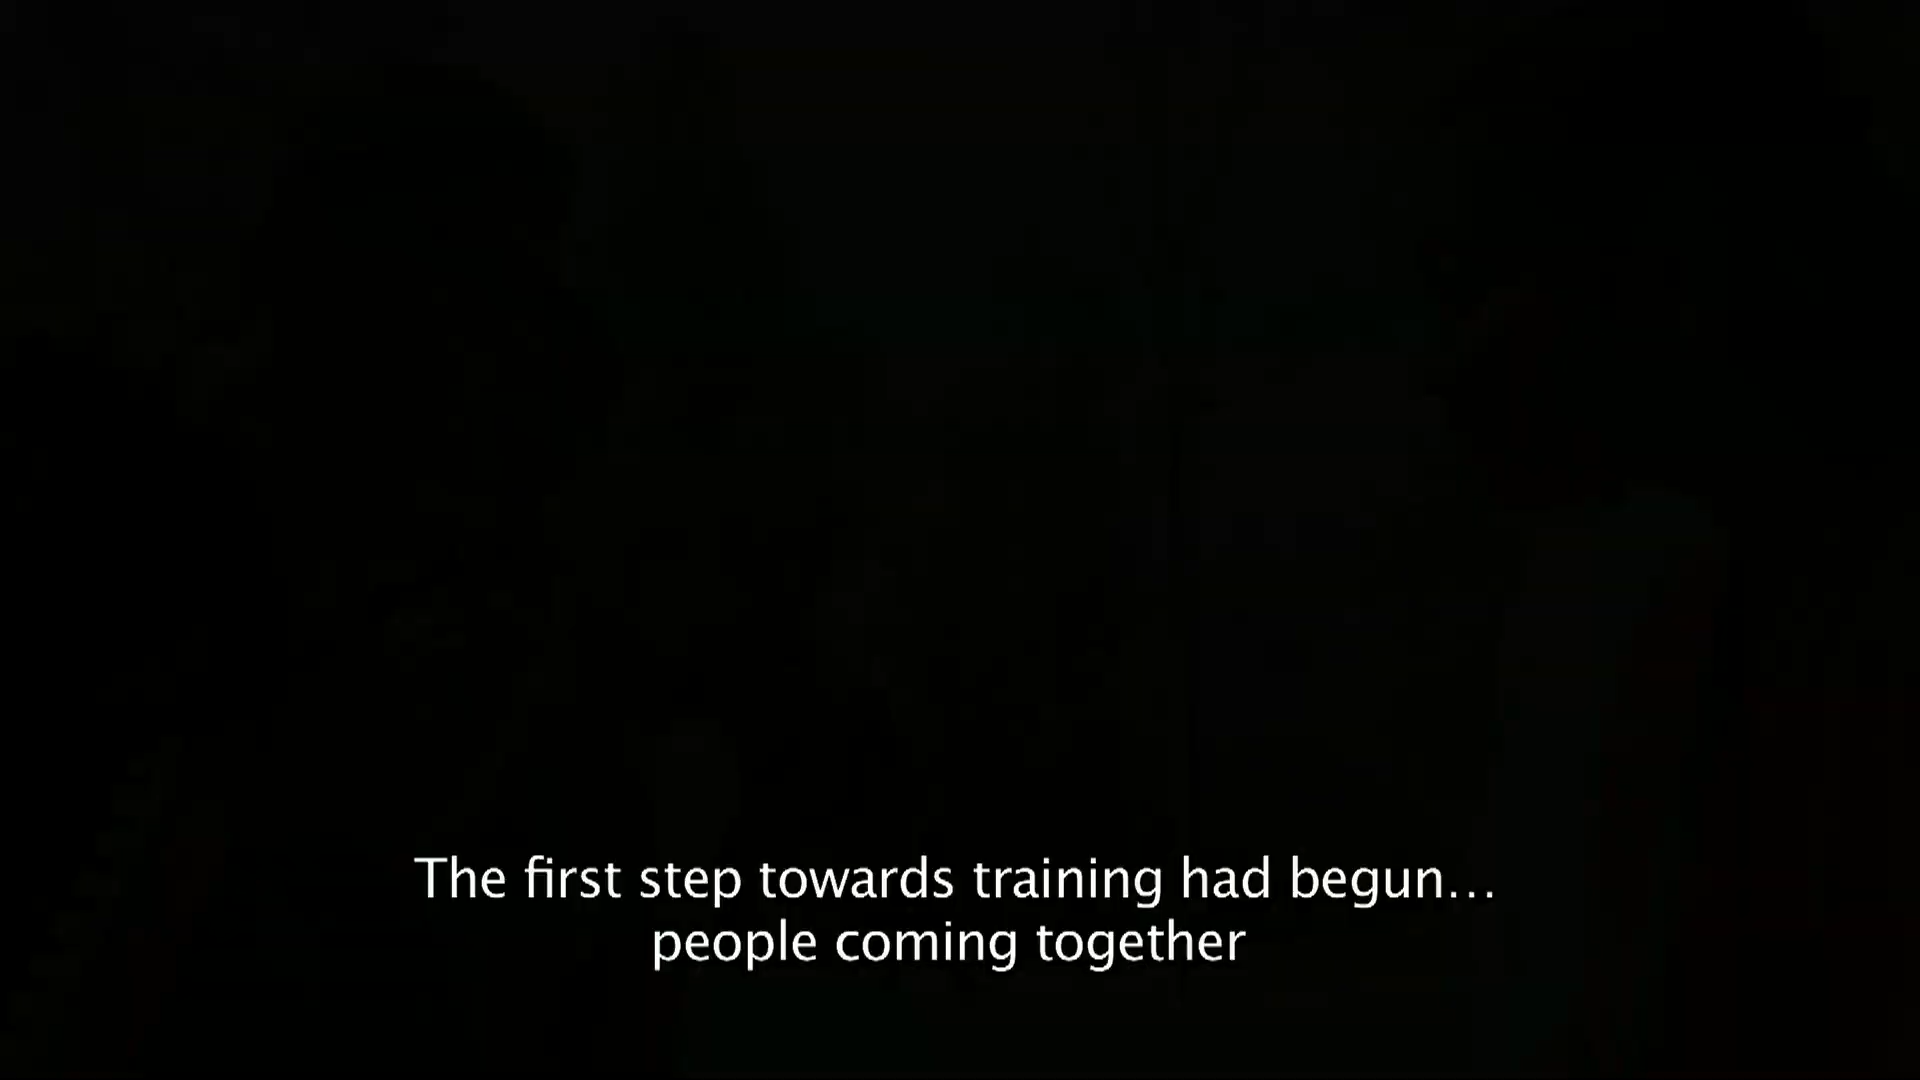 The first step towards training had begun…
people coming together